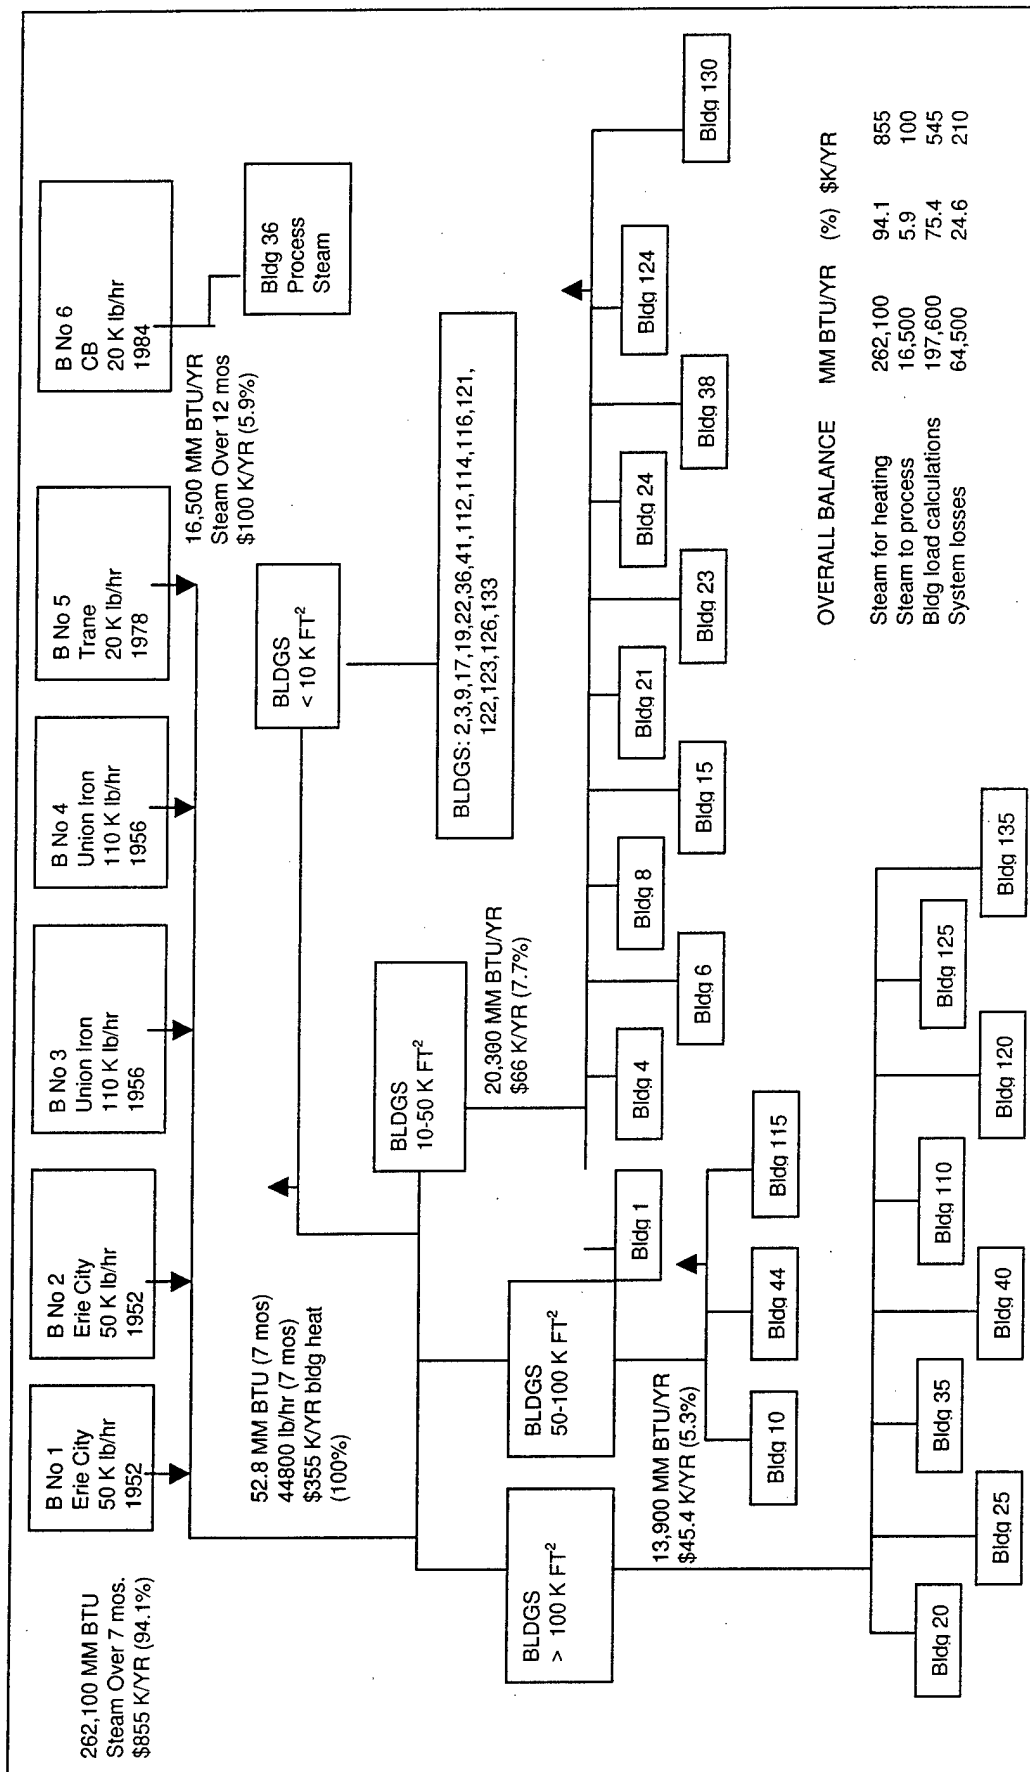 262,100 MM BTU
Steam Over 7 mos.
$855 K/YR (94.1%)
B No 1
Erie City
50 K lb/hr
1952
B No 2
Erie City
50 K lb/hr
1952
B No 3
Union Iron
110 K lb/hr
1956
B No 4
Union Iron
110 K lb/hr
1956
B No 5
Trane
20 K lb/hr
1978
B No 6
CB
20 K lb/hr
1984
16,500 MM BTU/YR
Steam Over 12 mos
$100 K/YR (5.9%)
Bldg 36
Process
Steam
52.8 MM BTU (7 mos)
44800 lb/hr (7 mos)
$355 K/YR bldg heat
(100%)
BLDGS
< 10 K FT²
BLDGS: 2,3,9,17,19,22,36,41,112,114,116,121,
122,123,126,133
BLDGS
10-50 K FT²
20,300 MM BTU/YR
$66 K/YR (7.7%)
BLDGS
> 100 K FT²
BLDGS
50-100 K FT²
Bldg 1
Bldg 4
Bldg 6
Bldg 8
Bldg 15
Bldg 21
Bldg 23
Bldg 24
Bldg 38
Bldg 124
Bldg 130
13,900 MM BTU/YR
$45.4 K/YR (5.3%)
Bldg 10
Bldg 44
Bldg 115
Bldg 20
Bldg 25
Bldg 35
Bldg 40
Bldg 110
Bldg 120
Bldg 125
Bldg 135
OVERALL BALANCE MM BTU/YR (%) $K/YR
Steam for heating 262,100 94.1 855
Steam to process 16,500 5.9 100
Bldg load calculations 197,600 75.4 545
System losses 64,500 24.6 210